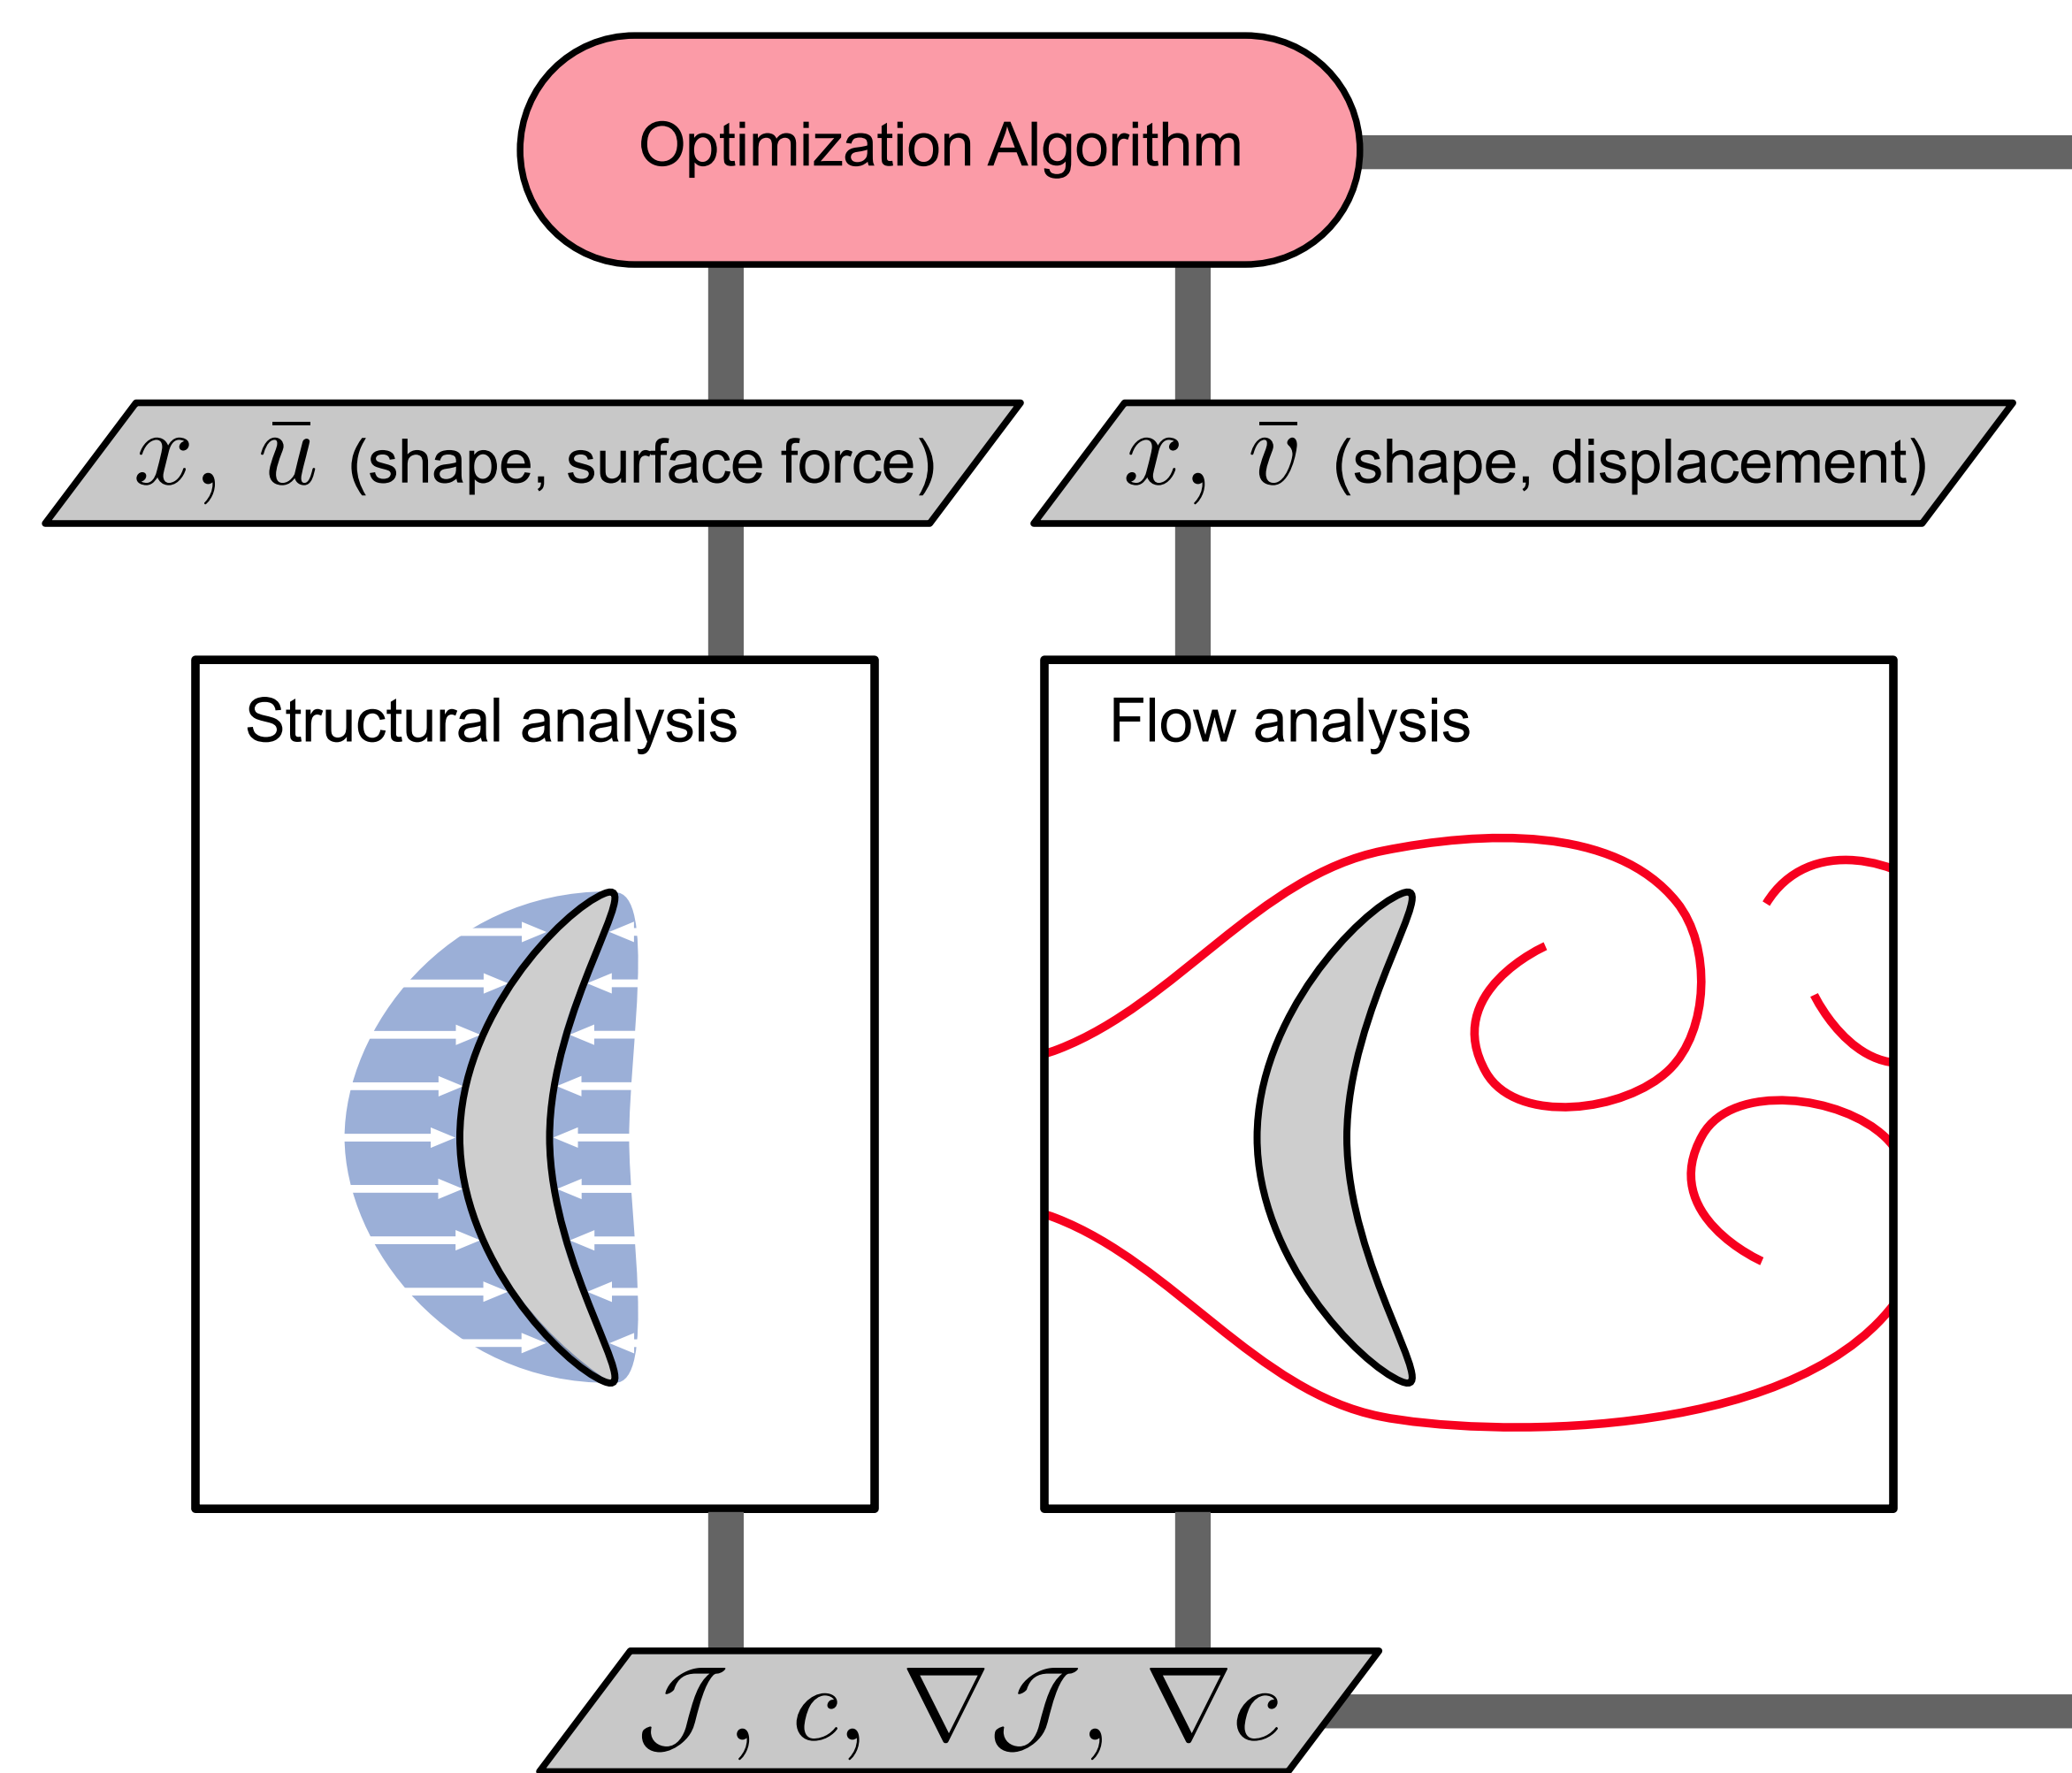 Optimization Algorithm
x, u̅ (shape, surface force)
x, v̅ (shape, displacement)
Structural analysis
Flow analysis
𝒥, c, ∇𝒥, ∇c